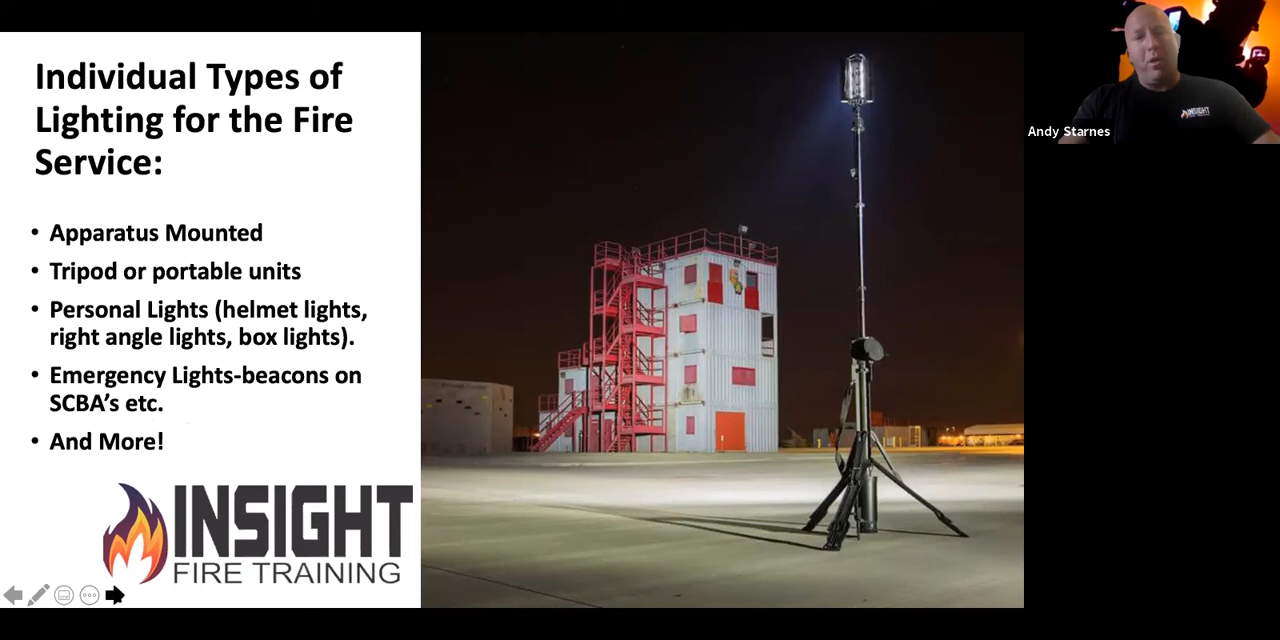 Individual Types of
Lighting for the Fire
Service:
• Apparatus Mounted
• Tripod or portable units
• Personal Lights (helmet lights,
right angle lights, box lights).
• Emergency Lights-beacons on
SCBA’s etc.
• And More!
INSIGHT
FIRE TRAINING
Andy Starnes
INSIGHT